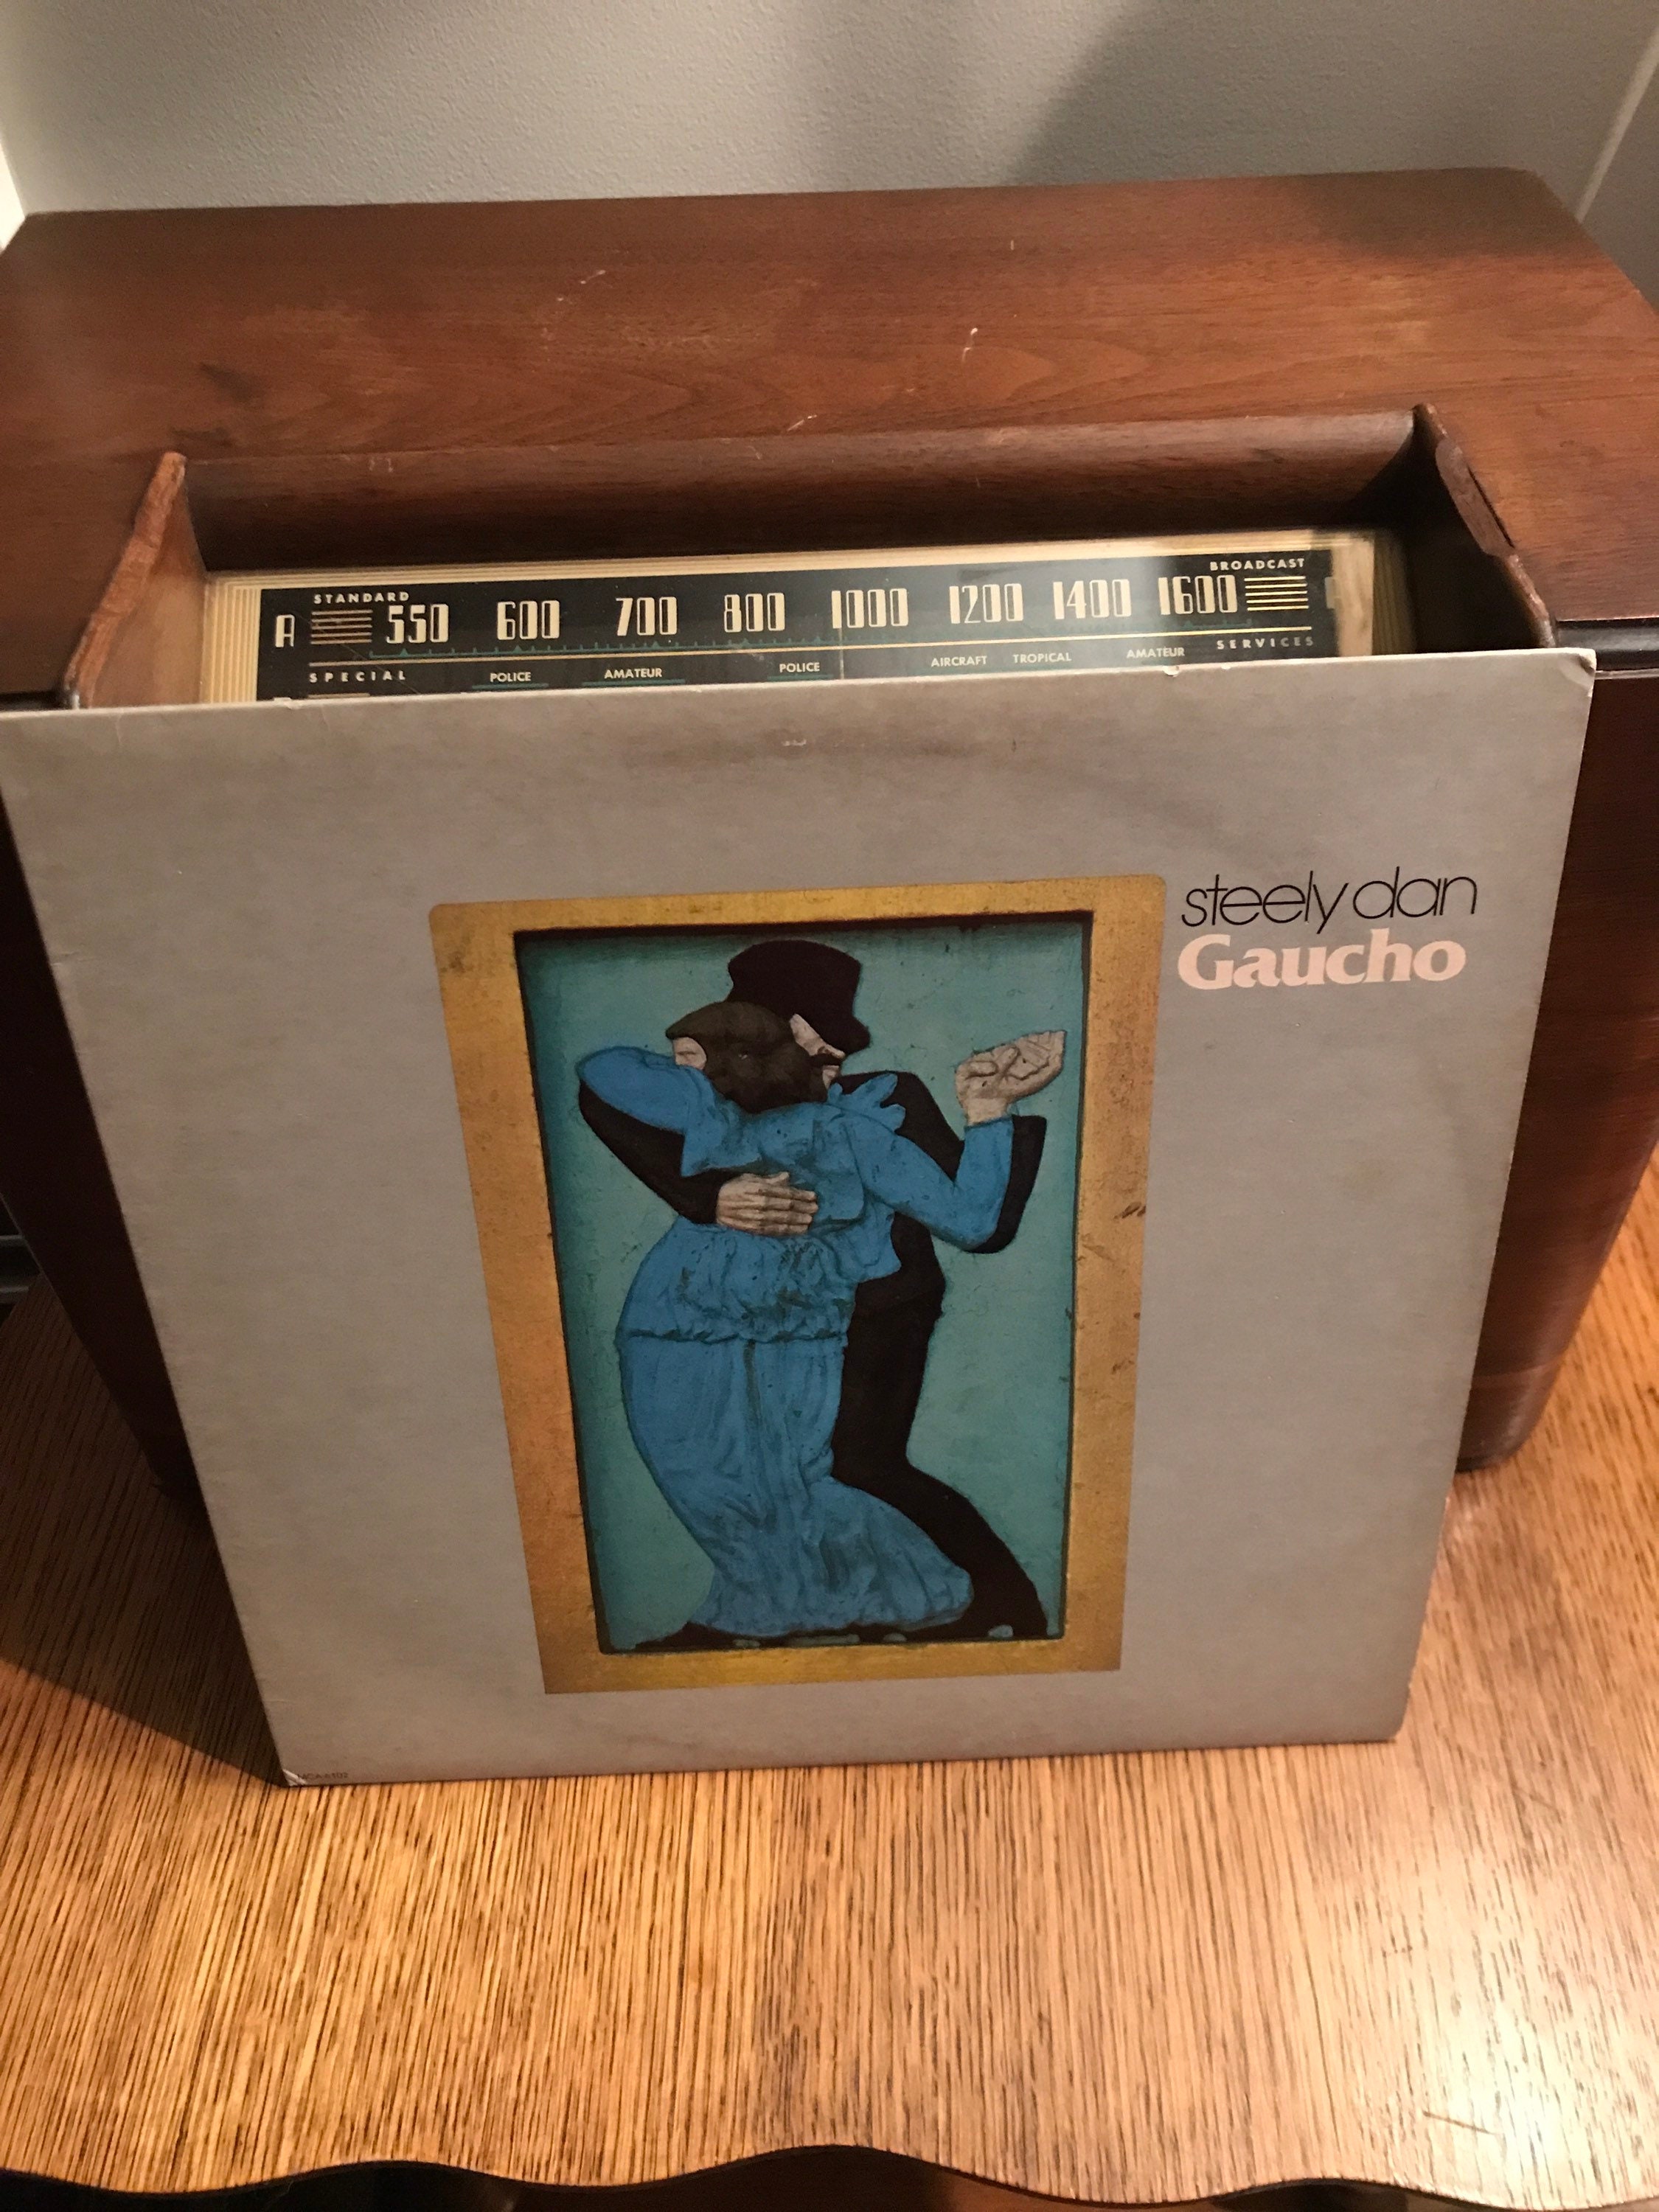 STANDARD
BROADCAST
A 550 600 700 800 1000 1200 1400 1600
SPECIAL POLICE AMATEUR POLICE AIRCRAFT TROPICAL AMATEUR SERVICES
steely dan
Gaucho